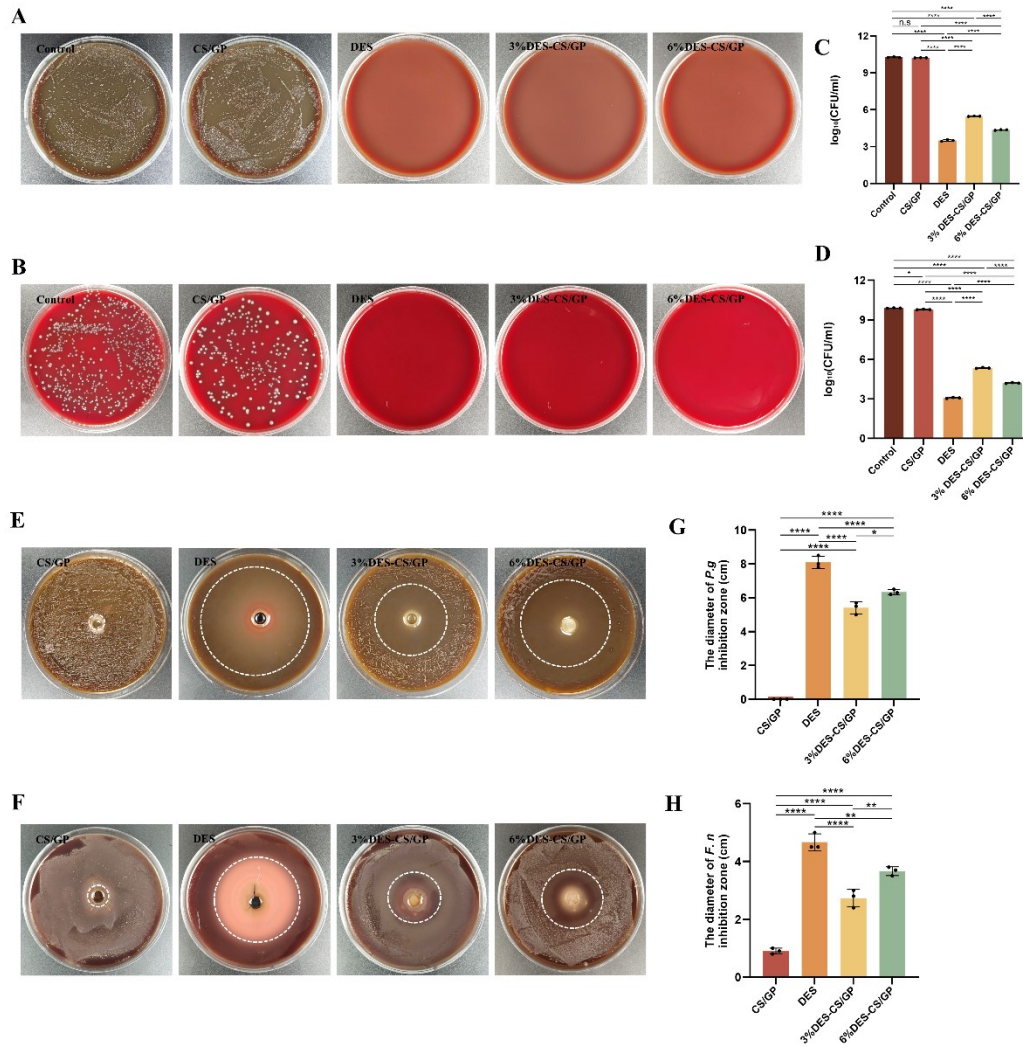 A
Control
CS/GP
DES
3%DES-CS/GP
6%DES-CS/GP
C
****
****
****
n.s
****
****
****
****
****
****
log₁₀(CFU/ml)
12
9
6
3
0
Control
CS/GP
DES
3% DES-CS/GP
6% DES-CS/GP
B
Control
CS/GP
DES
3%DES-CS/GP
6%DES-CS/GP
D
****
****
****
*
****
****
****
****
****
****
log₁₀(CFU/ml)
12
9
6
3
0
Control
CS/GP
DES
3% DES-CS/GP
6% DES-CS/GP
E
CS/GP
DES
3%DES-CS/GP
6%DES-CS/GP
G
****
****
****
****
*
****
The diameter of P.g
inhibition zone (cm)
10
8
6
4
2
0
CS/GP
DES
3%DES-CS/GP
6%DES-CS/GP
F
CS/GP
DES
3%DES-CS/GP
6%DES-CS/GP
H
****
****
**
****
**
****
The diameter of F. n
inhibition zone (cm)
6
4
2
0
CS/GP
DES
3%DES-CS/GP
6%DES-CS/GP